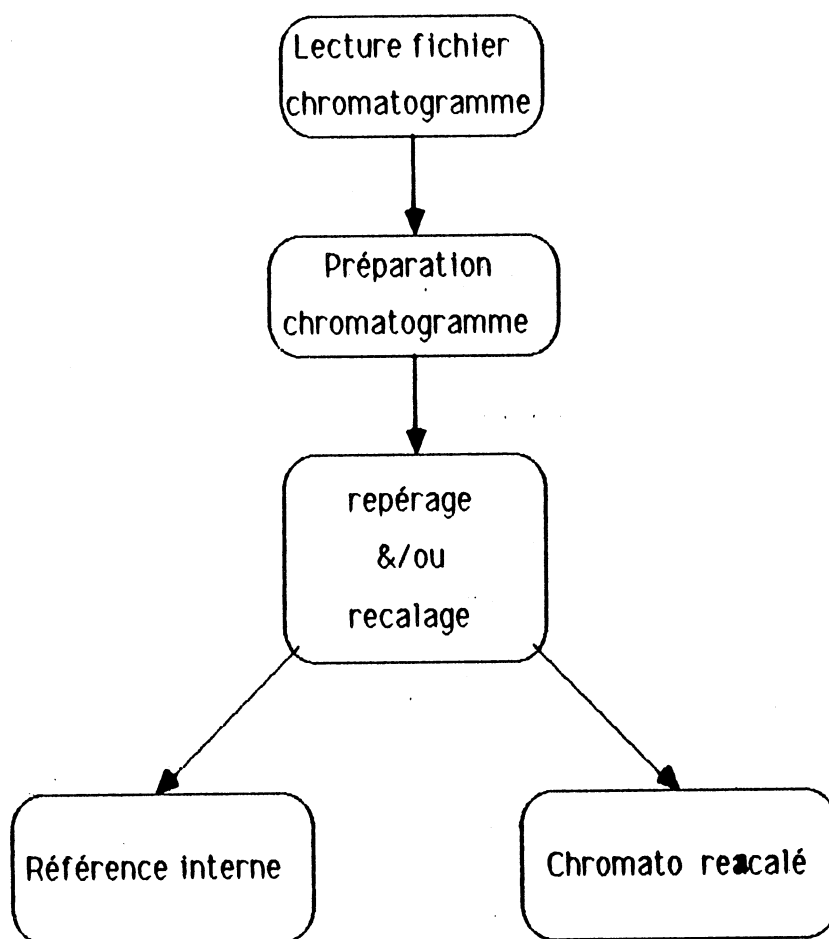 Lecture fichier
chromatogramme
Préparation
chromatogramme
repérage
&/ou
recalage
Référence interne
Chromato reacalé